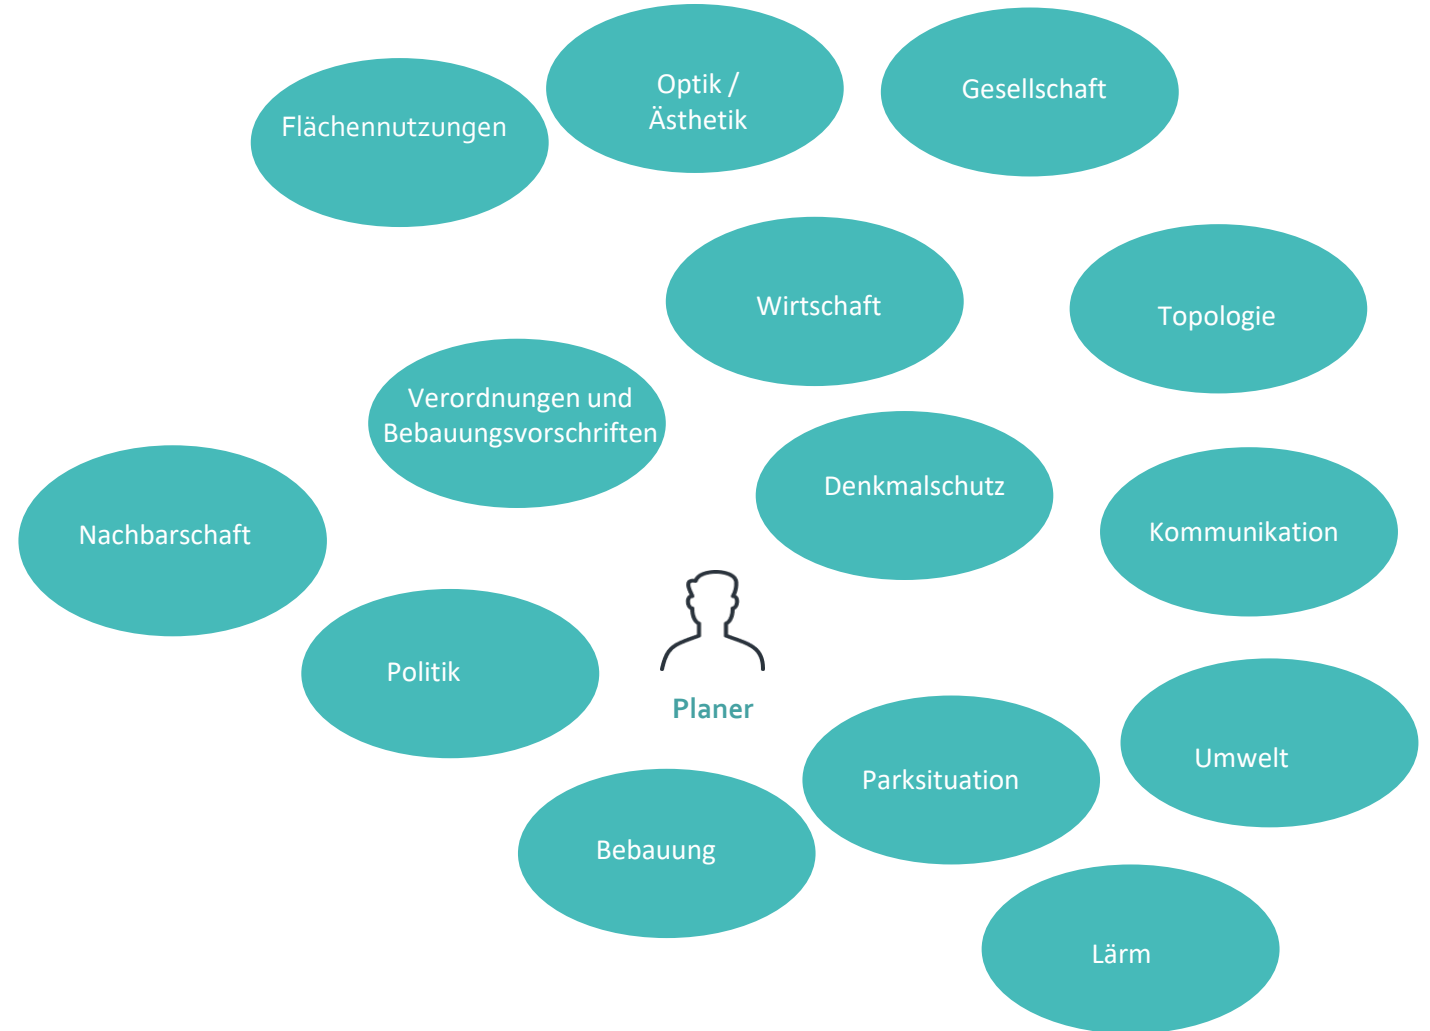 Optik /
Ästhetik
Gesellschaft
Flächennutzungen
Wirtschaft
Topologie
Verordnungen und
Bebauungsvorschriften
Denkmalschutz
Nachbarschaft
Kommunikation
Politik
Planer
Umwelt
Parksituation
Bebauung
Lärm